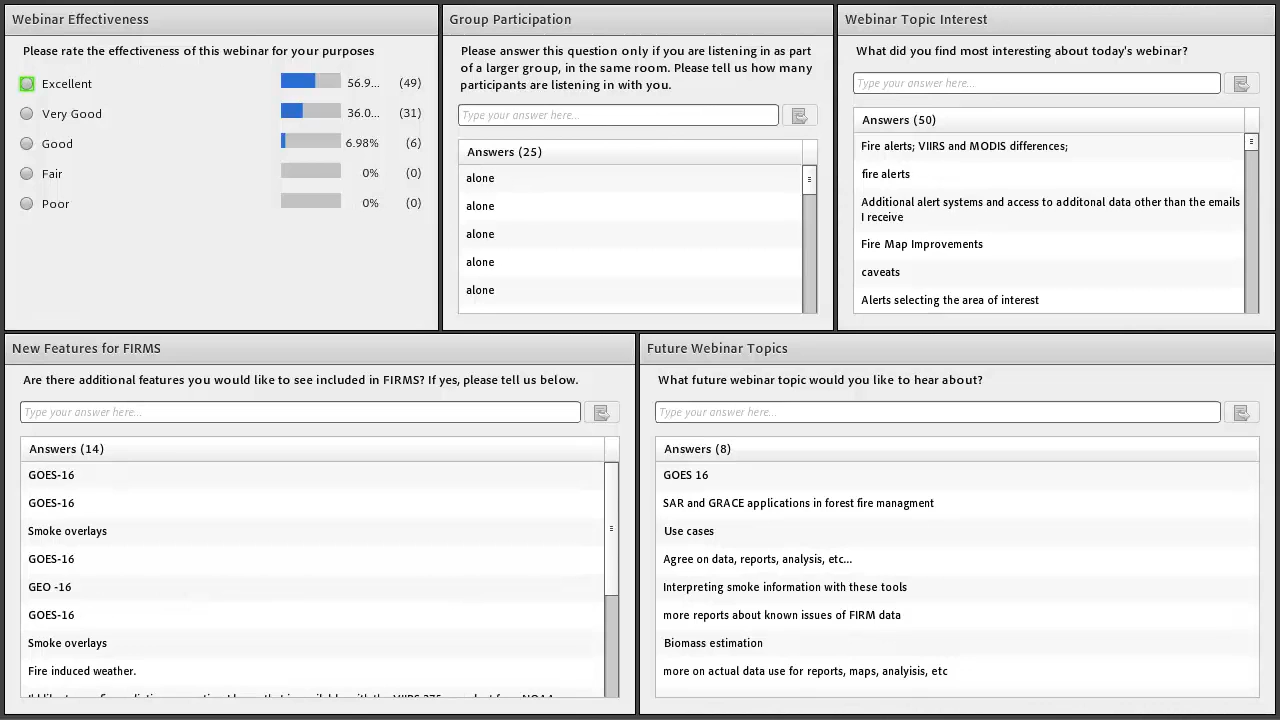 Webinar Effectiveness
Please rate the effectiveness of this webinar for your purposes
Excellent 56.9... (49)
Very Good 36.0... (31)
Good 6.98% (6)
Fair 0% (0)
Poor 0% (0)
Group Participation
Please answer this question only if you are listening in as part
of a larger group, in the same room. Please tell us how many
participants are listening in with you.
Type your answer here...
Answers (25)
alone
alone
alone
alone
alone
Webinar Topic Interest
What did you find most interesting about today's webinar?
Type your answer here...
Answers (50)
Fire alerts; VIIRS and MODIS differences;
fire alerts
Additional alert systems and access to additonal data other than the emails
I receive
Fire Map Improvements
caveats
Alerts selecting the area of interest
New Features for FIRMS
Are there additional features you would like to see included in FIRMS? If yes, please tell us below.
Type your answer here...
Answers (14)
GOES-16
GOES-16
Smoke overlays
GOES-16
GEO -16
GOES-16
Smoke overlays
Fire induced weather.
Future Webinar Topics
What future webinar topic would you like to hear about?
Type your answer here...
Answers (8)
GOES 16
SAR and GRACE applications in forest fire managment
Use cases
Agree on data, reports, analysis, etc...
Interpreting smoke information with these tools
more reports about known issues of FIRM data
Biomass estimation
more on actual data use for reports, maps, analyisis, etc